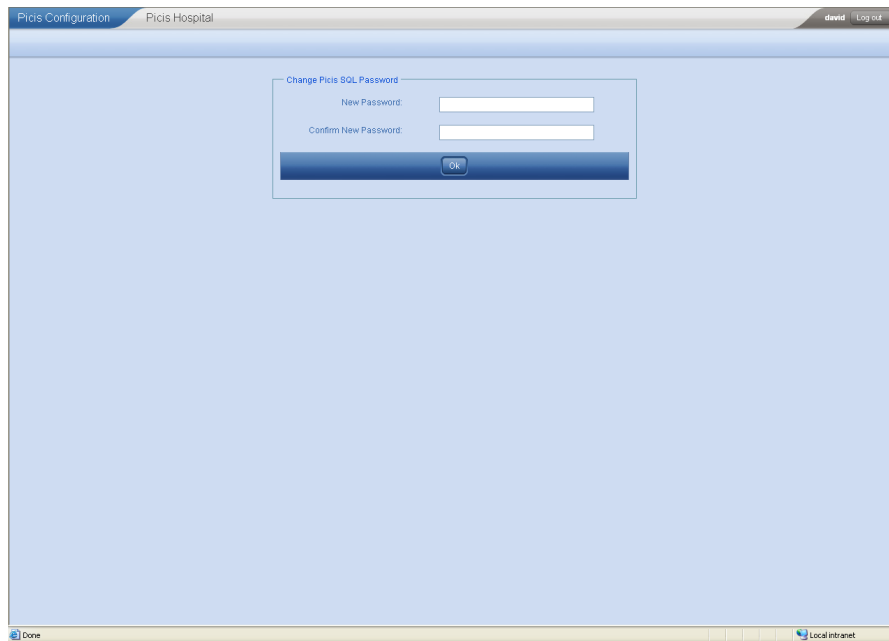 Picis Configuration Picis Hospital david Log out
Change Picis SQL Password
New Password:
Confirm New Password:
Ok
Done Local intranet